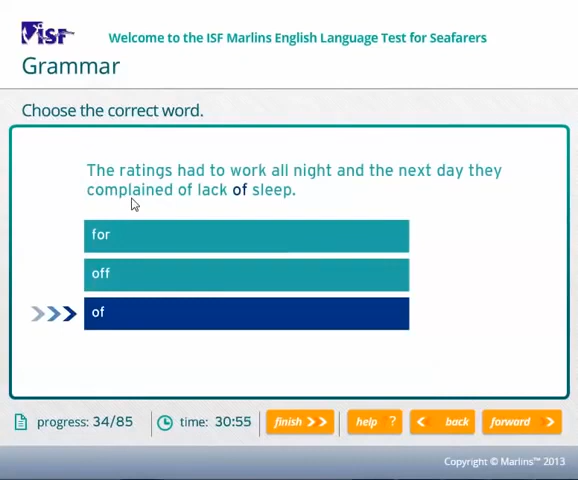 ISF
Welcome to the ISF Marlins English Language Test for Seafarers
Grammar
Choose the correct word.
The ratings had to work all night and the next day they
complained of lack of sleep.
for
off
of
progress: 34/85
time: 30:55
finish >>
help ?
< back
forward >
Copyright © Marlins™ 2013